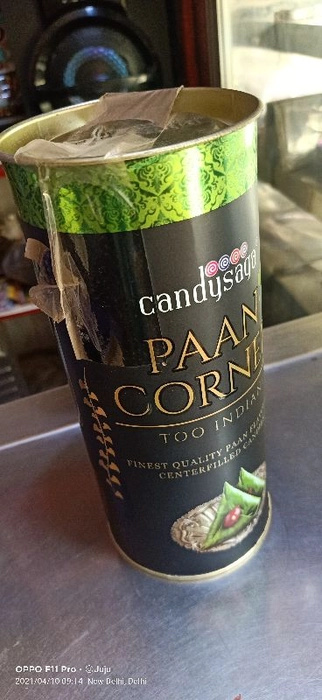 candysaga
PAAN
CORNE
TOO INDIAN
FINEST QUALITY PAAN
CENTERFILLED
OPPO F11 Pro · Juju
2021/04/10 09:14 New Delhi, Delhi